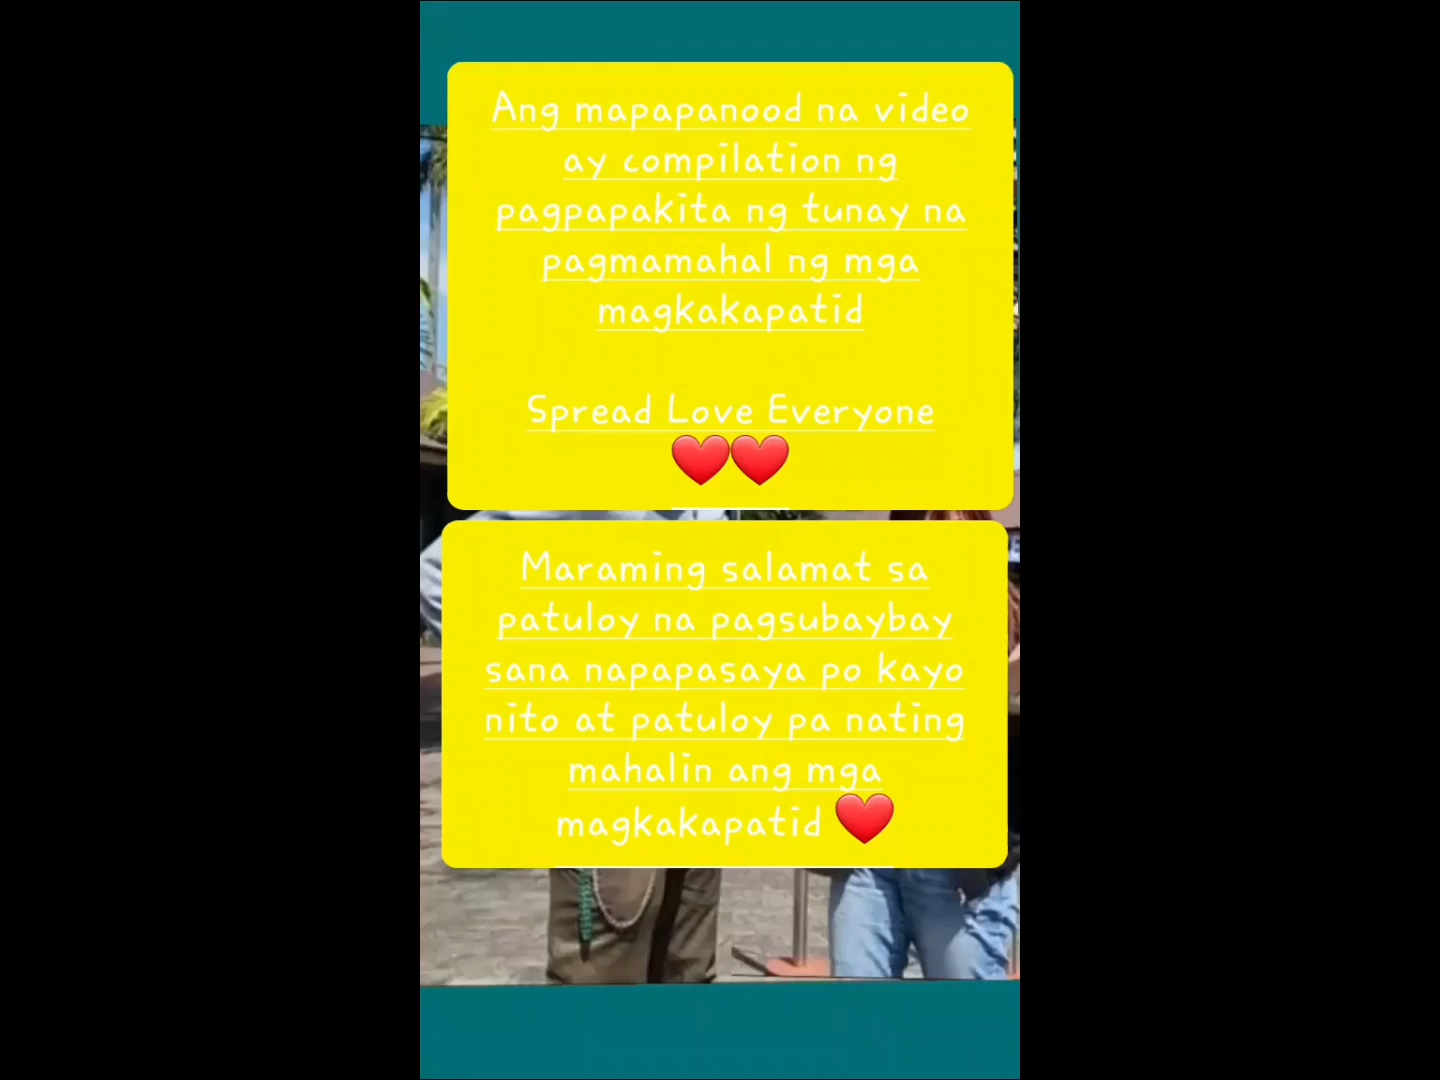 Ang mapapanood na video
ay compilation ng
pagpapakita ng tunay na
pagmamahal ng mga
magkakapatid
Spread Love Everyone
❤️❤️
Maraming salamat sa
patuloy na pagsubaybay
sana napapasaya po kayo
nito at patuloy pa nating
mahalin ang mga
magkakapatid ❤️